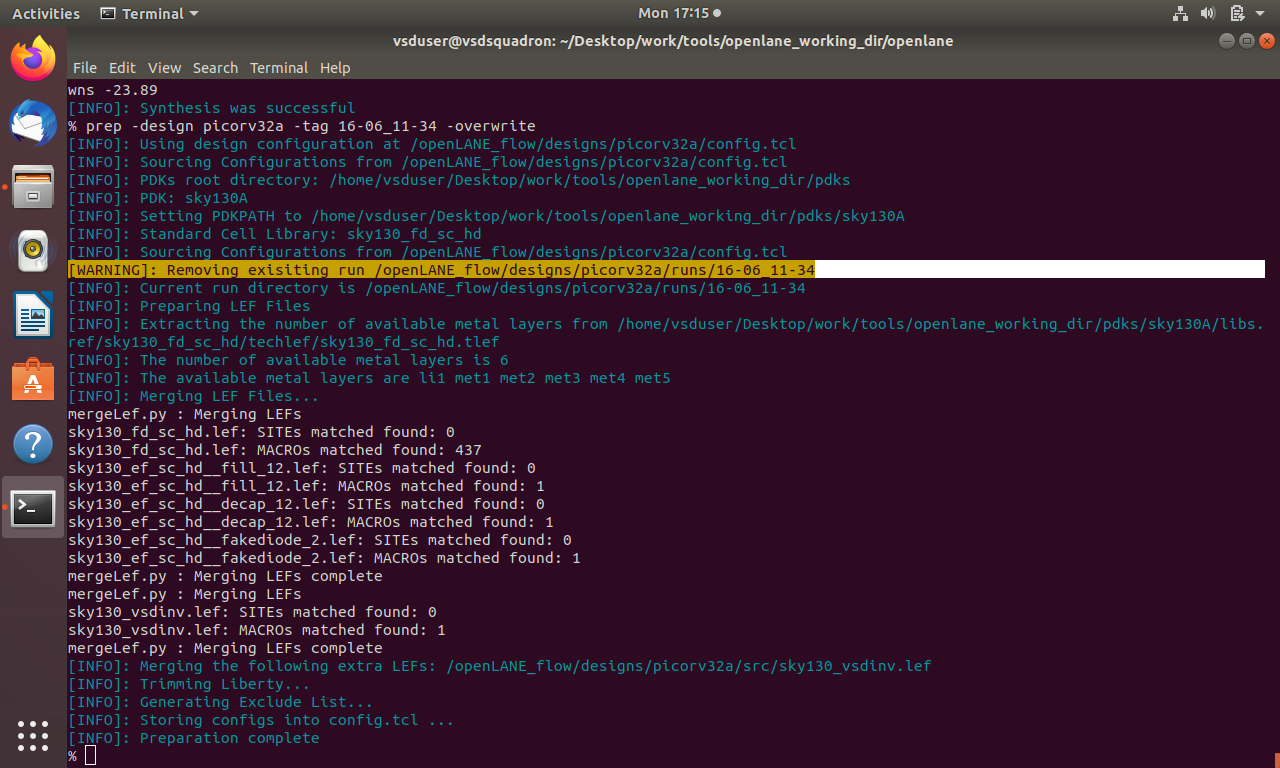 Activities Terminal Mon 17:15
vsduser@vsdsquadron: ~/Desktop/work/tools/openlane_working_dir/openlane
File Edit View Search Terminal Help
wns -23.89
[INFO]: Synthesis was successful
% prep -design picorv32a -tag 16-06_11-34 -overwrite
[INFO]: Using design configuration at /openLANE_flow/designs/picorv32a/config.tcl
[INFO]: Sourcing Configurations from /openLANE_flow/designs/picorv32a/config.tcl
[INFO]: PDKs root directory: /home/vsduser/Desktop/work/tools/openlane_working_dir/pdks
[INFO]: PDK: sky130A
[INFO]: Setting PDKPATH to /home/vsduser/Desktop/work/tools/openlane_working_dir/pdks/sky130A
[INFO]: Standard Cell Library: sky130_fd_sc_hd
[INFO]: Sourcing Configurations from /openLANE_flow/designs/picorv32a/config.tcl
[WARNING]: Removing exisiting run /openLANE_flow/designs/picorv32a/runs/16-06_11-34
[INFO]: Current run directory is /openLANE_flow/designs/picorv32a/runs/16-06_11-34
[INFO]: Preparing LEF Files
[INFO]: Extracting the number of available metal layers from /home/vsduser/Desktop/work/tools/openlane_working_dir/pdks/sky130A/libs.
ref/sky130_fd_sc_hd/techlef/sky130_fd_sc_hd.tlef
[INFO]: The number of available metal layers is 6
[INFO]: The available metal layers are li1 met1 met2 met3 met4 met5
[INFO]: Merging LEF Files...
mergeLef.py : Merging LEFs
sky130_fd_sc_hd.lef: SITEs matched found: 0
sky130_fd_sc_hd.lef: MACROs matched found: 437
sky130_ef_sc_hd__fill_12.lef: SITEs matched found: 0
sky130_ef_sc_hd__fill_12.lef: MACROs matched found: 1
sky130_ef_sc_hd__decap_12.lef: SITEs matched found: 0
sky130_ef_sc_hd__decap_12.lef: MACROs matched found: 1
sky130_ef_sc_hd__fakediode_2.lef: SITEs matched found: 0
sky130_ef_sc_hd__fakediode_2.lef: MACROs matched found: 1
mergeLef.py : Merging LEFs complete
mergeLef.py : Merging LEFs
sky130_vsdinv.lef: SITEs matched found: 0
sky130_vsdinv.lef: MACROs matched found: 1
mergeLef.py : Merging LEFs complete
[INFO]: Merging the following extra LEFs: /openLANE_flow/designs/picorv32a/src/sky130_vsdinv.lef
[INFO]: Trimming Liberty...
[INFO]: Generating Exclude List...
[INFO]: Storing configs into config.tcl ...
[INFO]: Preparation complete
%